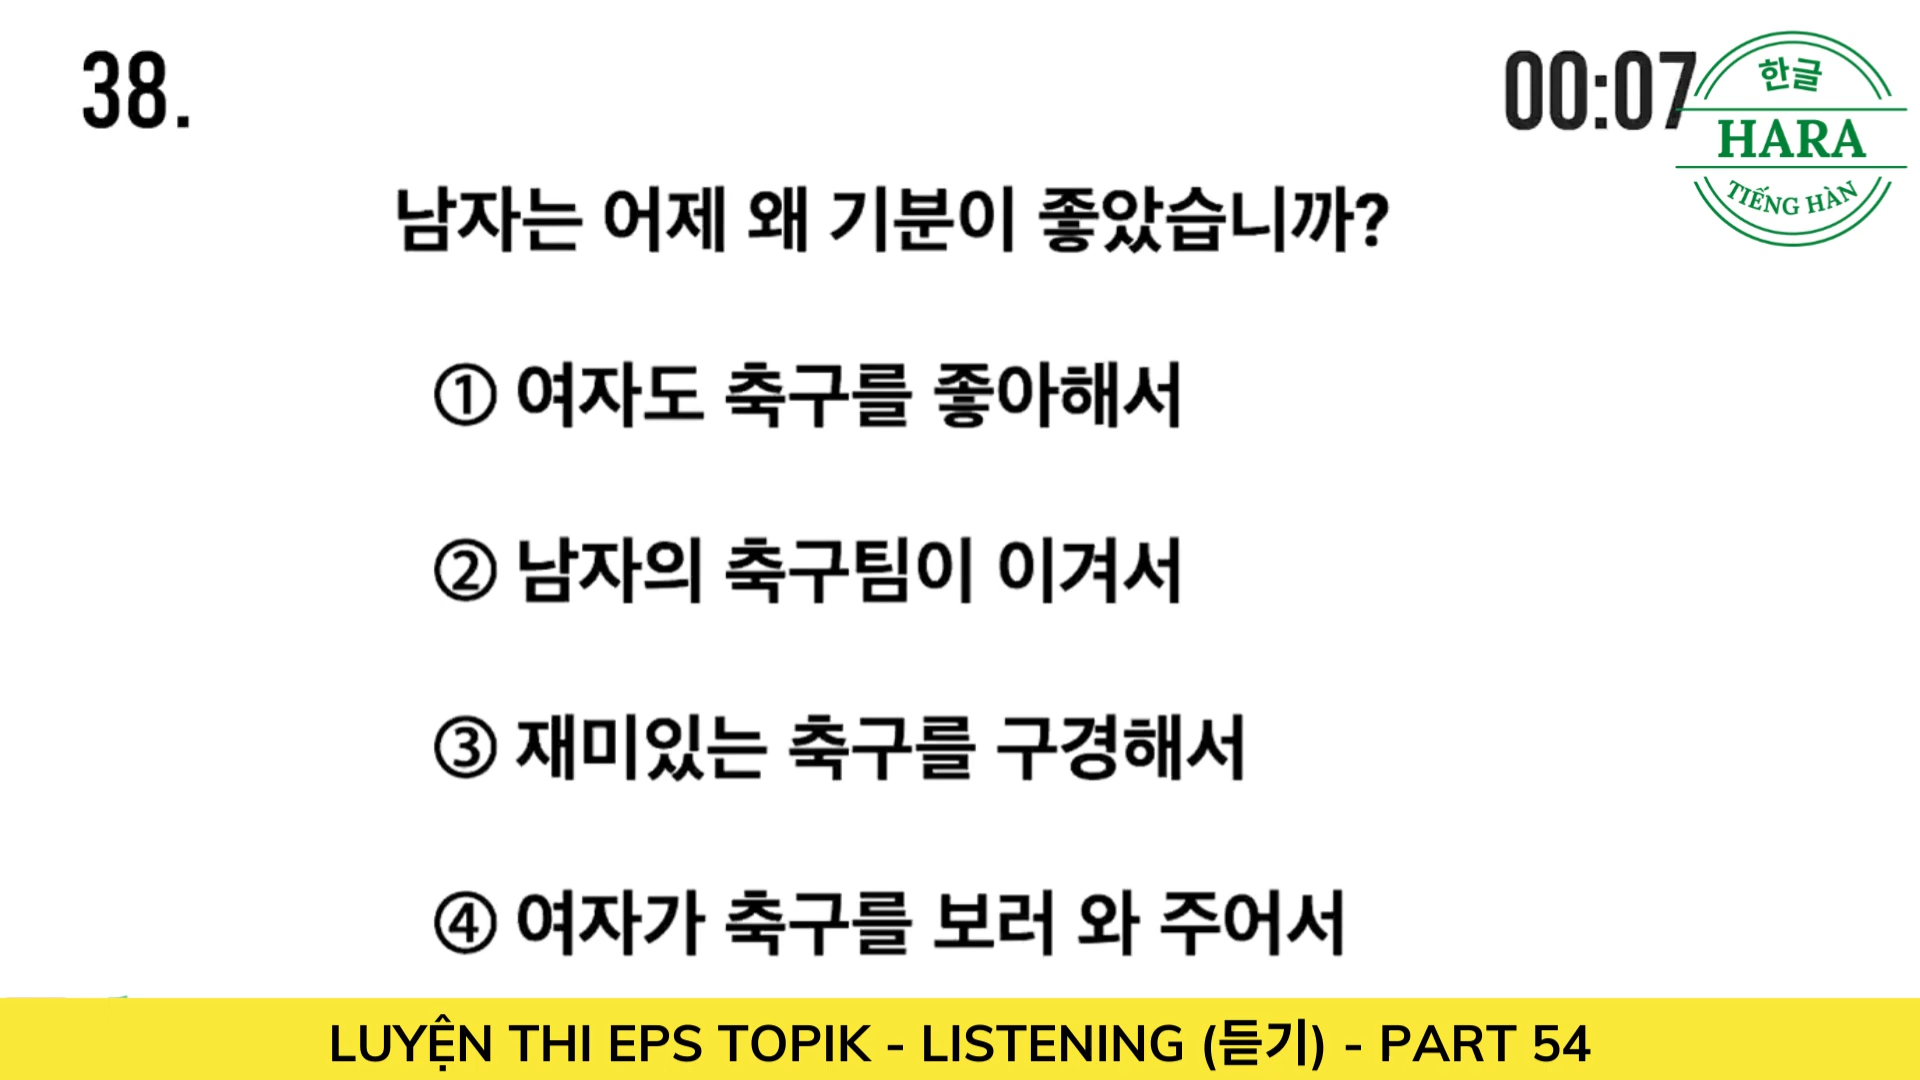 38.
00:07
한글
HARA
TIẾNG HÀN
남자는 어제 왜 기분이 좋았습니까?
① 여자도 축구를 좋아해서
② 남자의 축구팀이 이겨서
③ 재미있는 축구를 구경해서
④ 여자가 축구를 보러 와 주어서
LUYỆN THI EPS TOPIK - LISTENING (듣기) - PART 54